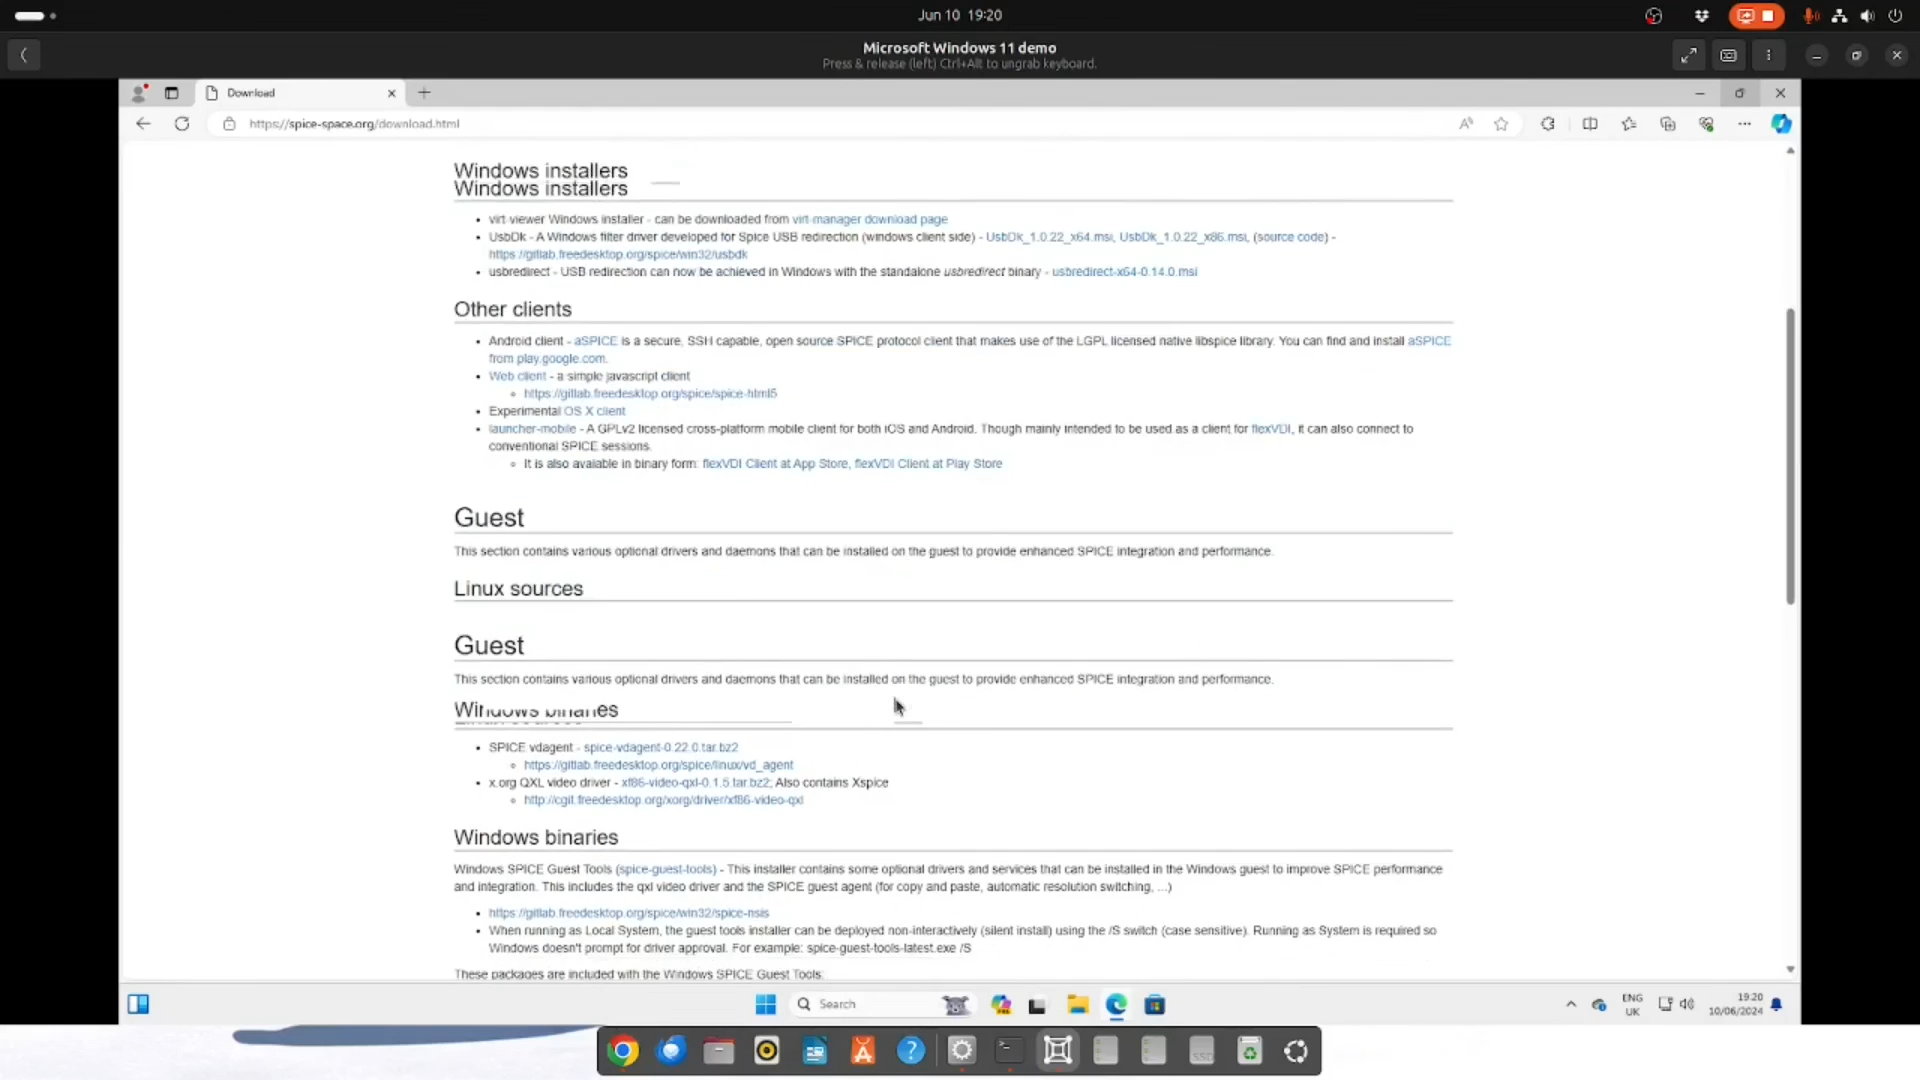 Jun 10 19:20
Microsoft Windows 11 demo
Press & release (left) Ctrl+Alt to ungrab keyboard.
Download
https://spice-space.org/download.html
Windows installers
Windows installers
virt-viewer Windows installer - can be downloaded from virt-manager download page
UsbDk - A Windows filter driver developed for Spice USB redirection (windows client side) - UsbDk_1.0.22_x64.msi, UsbDk_1.0.22_x86.msi, (source code) -
https://gitlab.freedesktop.org/spice/win32/usbdk
usbredirect - USB redirection can now be achieved in Windows with the standalone usbredirect binary - usbredirect-x64-0.14.0.msi
Other clients
Android client - aSPICE is a secure, SSH capable, open source SPICE protocol client that makes use of the LGPL licensed native libspice library. You can find and install aSPICE
from play.google.com.
Web client - a simple javascript client
https://gitlab.freedesktop.org/spice/spice-html5
Experimental OS X client
launcher-mobile - A GPLv2 licensed cross-platform mobile client for both iOS and Android. Though mainly intended to be used as a client for flexVDI, it can also connect to
conventional SPICE sessions.
It is also available in binary form: flexVDI Client at App Store, flexVDI Client at Play Store
Guest
This section contains various optional drivers and daemons that can be installed on the guest to provide enhanced SPICE integration and performance.
Linux sources
Guest
This section contains various optional drivers and daemons that can be installed on the guest to provide enhanced SPICE integration and performance.
Windows binaries
SPICE vdagent - spice-vdagent-0.22.0.tar.bz2
https://gitlab.freedesktop.org/spice/linux/vd_agent
x.org QXL video driver - xf86-video-qxl-0.1.5.tar.bz2; Also contains Xspice
http://cgit.freedesktop.org/xorg/driver/xf86-video-qxl
Windows binaries
Windows SPICE Guest Tools (spice-guest-tools) - This installer contains some optional drivers and services that can be installed in the Windows guest to improve SPICE performance
and integration. This includes the qxl video driver and the SPICE guest agent (for copy and paste, automatic resolution switching, ...)
https://gitlab.freedesktop.org/spice/win32/spice-nsis
When running as Local System, the guest tools installer can be deployed non-interactively (silent install) using the /S switch (case sensitive). Running as System is required so
Windows doesn't prompt for driver approval. For example: spice-guest-tools-latest.exe /S
These packages are included with the Windows SPICE Guest Tools:
Search
ENG
UK
19:20
10/06/2024
SSD